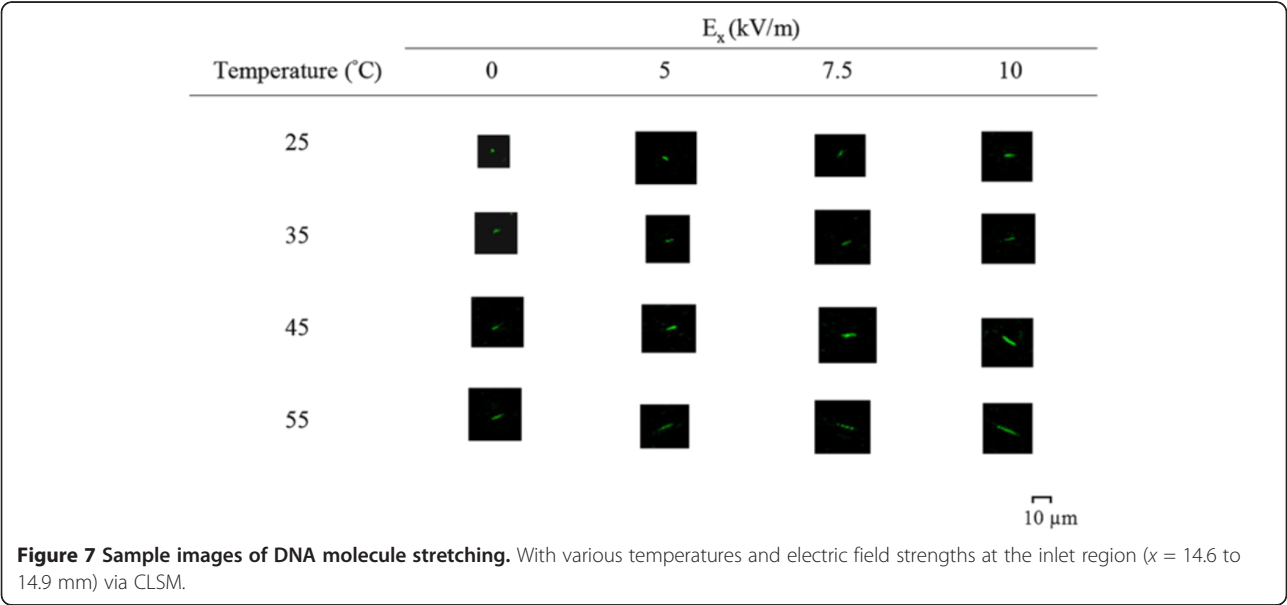 Eₓ (kV/m)
Temperature (˚C) 0 5 7.5 10
25
35
45
55
10 µm
Figure 7 Sample images of DNA molecule stretching. With various temperatures and electric field strengths at the inlet region (x = 14.6 to
14.9 mm) via CLSM.